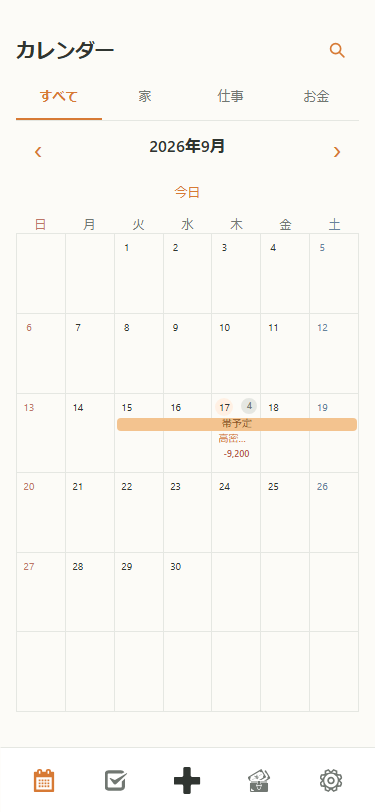 カレンダー
すべて 家 仕事 お金
‹ 2026年9月 ›
今日
日 月 火 水 木 金 土
1 2 3 4 5
6 7 8 9 10 11 12
13 14 15 16 17 4 18 19
帯予定
高密...
-9,200
20 21 22 23 24 25 26
27 28 29 30